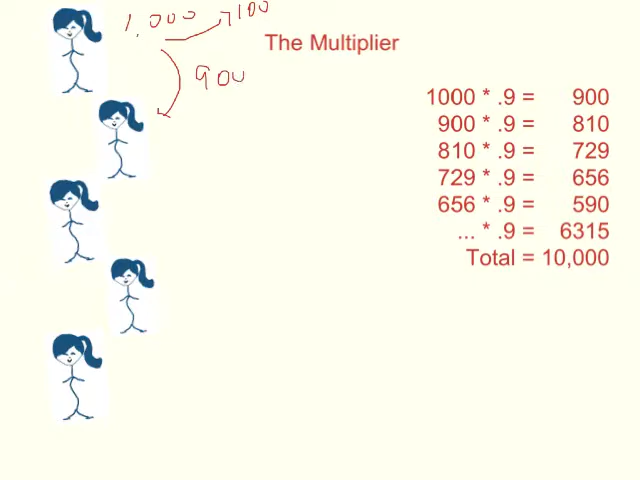 1,000 → 100
The Multiplier
900
1000 * .9 = 900
900 * .9 = 810
810 * .9 = 729
729 * .9 = 656
656 * .9 = 590
... * .9 = 6315
Total = 10,000